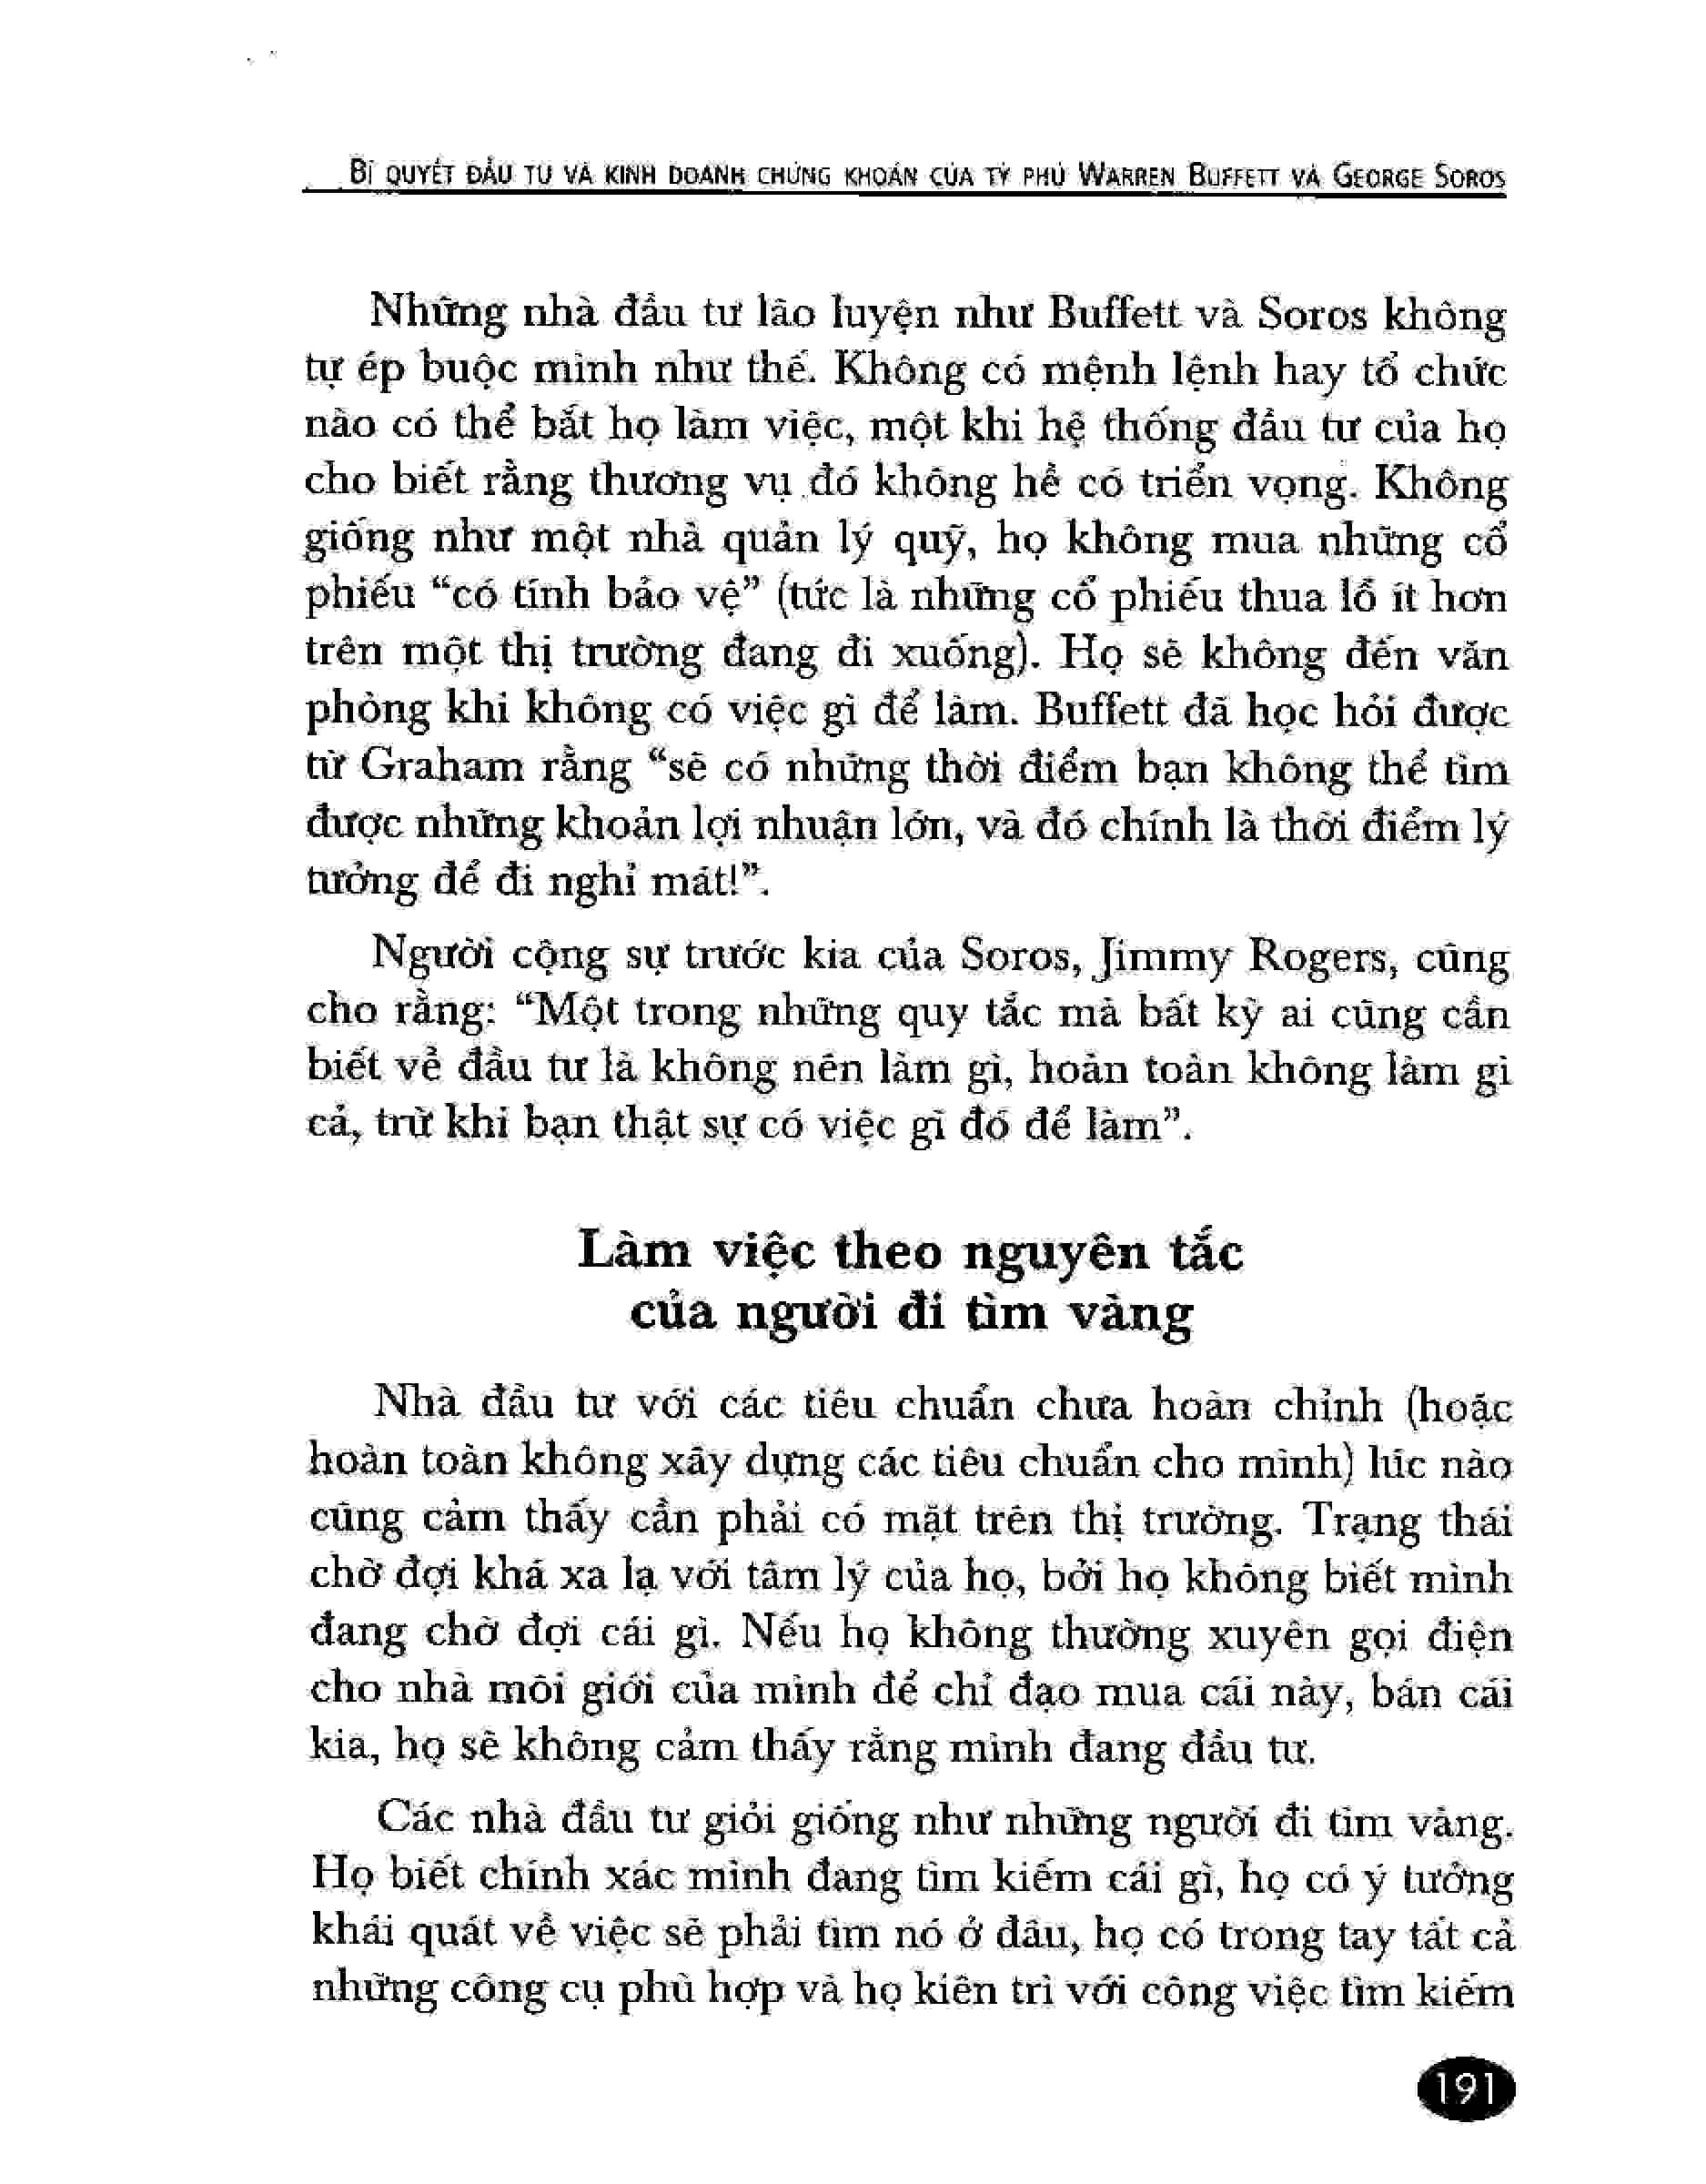 BÍ QUYẾT ĐẦU TƯ VÀ KINH DOANH CHỨNG KHOÁN CỦA TỶ PHÚ WARREN BUFFETT VÀ GEORGE SOROS
Những nhà đầu tư lão luyện như Buffett và Soros không
tự ép buộc mình như thế. Không có mệnh lệnh hay tổ chức
nào có thể bắt họ làm việc, một khi hệ thống đầu tư của họ
cho biết rằng thương vụ đó không hề có triển vọng. Không
giống như một nhà quản lý quỹ, họ không mua những cổ
phiếu “có tính bảo vệ” (tức là những cổ phiếu thua lỗ ít hơn
trên một thị trường đang đi xuống). Họ sẽ không đến văn
phòng khi không có việc gì để làm. Buffett đã học hỏi được
từ Graham rằng “sẽ có những thời điểm bạn không thể tìm
được những khoản lợi nhuận lớn, và đó chính là thời điểm lý
tưởng để đi nghỉ mát!”.
Người cộng sự trước kia của Soros, Jimmy Rogers, cũng
cho rằng: “Một trong những quy tắc mà bất kỳ ai cũng cần
biết về đầu tư là không nên làm gì, hoàn toàn không làm gì
cả, trừ khi bạn thật sự có việc gì đó để làm”.
Làm việc theo nguyên tắc
của người đi tìm vàng
Nhà đầu tư với các tiêu chuẩn chưa hoàn chỉnh (hoặc
hoàn toàn không xây dựng các tiêu chuẩn cho mình) lúc nào
cũng cảm thấy cần phải có mặt trên thị trường. Trạng thái
chờ đợi khá xa lạ với tâm lý của họ, bởi họ không biết mình
đang chờ đợi cái gì. Nếu họ không thường xuyên gọi điện
cho nhà môi giới của mình để chỉ đạo mua cái này, bán cái
kia, họ sẽ không cảm thấy rằng mình đang đầu tư.
Các nhà đầu tư giỏi giống như những người đi tìm vàng.
Họ biết chính xác mình đang tìm kiếm cái gì, họ có ý tưởng
khái quát về việc sẽ phải tìm nó ở đâu, họ có trong tay tất cả
những công cụ phù hợp và họ kiên trì với công việc tìm kiếm
191